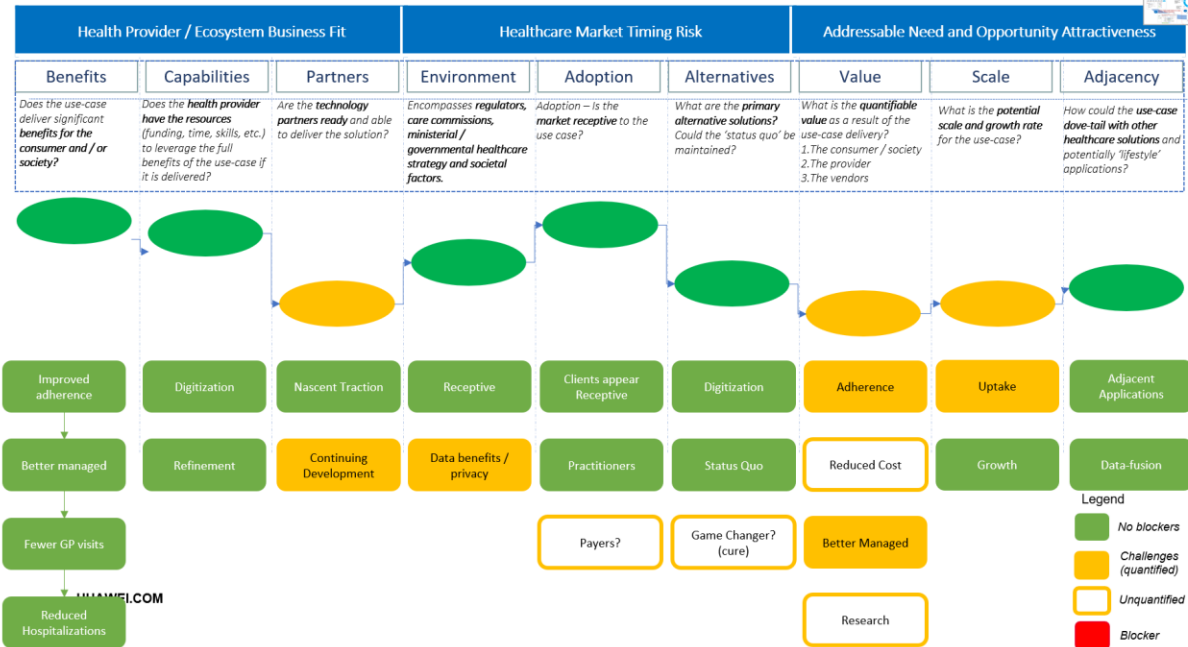 Health Provider / Ecosystem Business Fit
Healthcare Market Timing Risk
Addressable Need and Opportunity Attractiveness
Benefits
Capabilities
Partners
Environment
Adoption
Alternatives
Value
Scale
Adjacency
Does the use-case
deliver significant
benefits for the
consumer and / or
society?
Does the health provider
have the resources
(funding, time, skills, etc.)
to leverage the full
benefits of the use-case if
it is delivered?
Are the technology
partners ready and able
to deliver the solution?
Encompasses regulators,
care commissions,
ministerial /
governmental healthcare
strategy and societal
factors.
Adoption – Is the
market receptive to the
use case?
What are the primary
alternative solutions?
Could the ‘status quo’ be
maintained?
What is the quantifiable
value as a result of the
use-case delivery?
1.The consumer / society
2.The provider
3.The vendors
What is the potential
scale and growth rate
for the use-case?
How could the use-case
dove-tail with other
healthcare solutions and
potentially ‘lifestyle’
applications?
Improved
adherence
Digitization
Nascent Traction
Receptive
Clients appear
Receptive
Digitization
Adherence
Uptake
Adjacent
Applications
Better managed
Refinement
Continuing
Development
Data benefits /
privacy
Practitioners
Status Quo
Reduced Cost
Growth
Data-fusion
Fewer GP visits
Payers?
Game Changer?
(cure)
Better Managed
Reduced
Hospitalizations
Research
Legend
No blockers
Challenges
(quantified)
Unquantified
Blocker
HUAWEI.COM